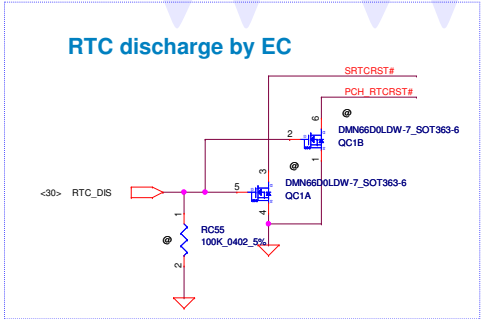 RTC discharge by EC
SRTCRST#
PCH_RTCRST#
6
@
2
DMN66D0LDW-7_SOT363-6
QC1B
1
@
3
DMN66D0LDW-7_SOT363-6
<30> RTC_DIS
5
QC1A
4
1
RC55
@
100K_0402_5%
2